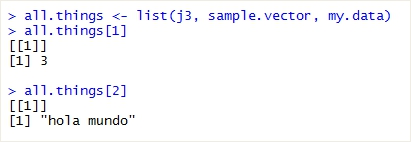 > all.things <- list(j3, sample.vector, my.data)
> all.things[1]
[[1]]
[1] 3
> all.things[2]
[[1]]
[1] "hola mundo"